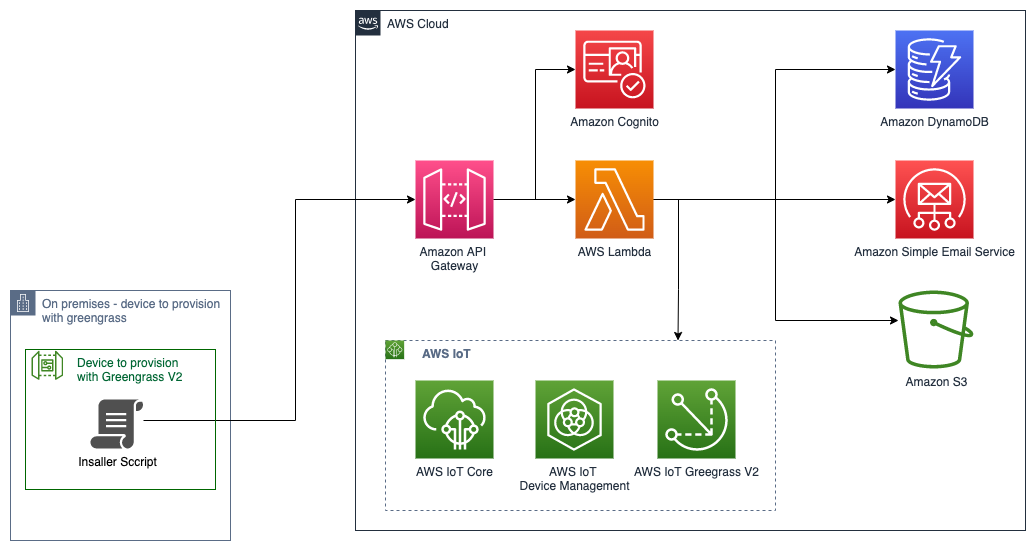 aws
AWS Cloud
Amazon Cognito
Amazon DynamoDB
</>
Amazon API
Gateway
AWS Lambda
Amazon Simple Email Service
On premises - device to provision
with greengrass
Device to provision
with Greengrass V2
Insaller Sccript
Amazon S3
AWS IoT
AWS IoT Core
AWS IoT
Device Management
AWS IoT Greegrass V2